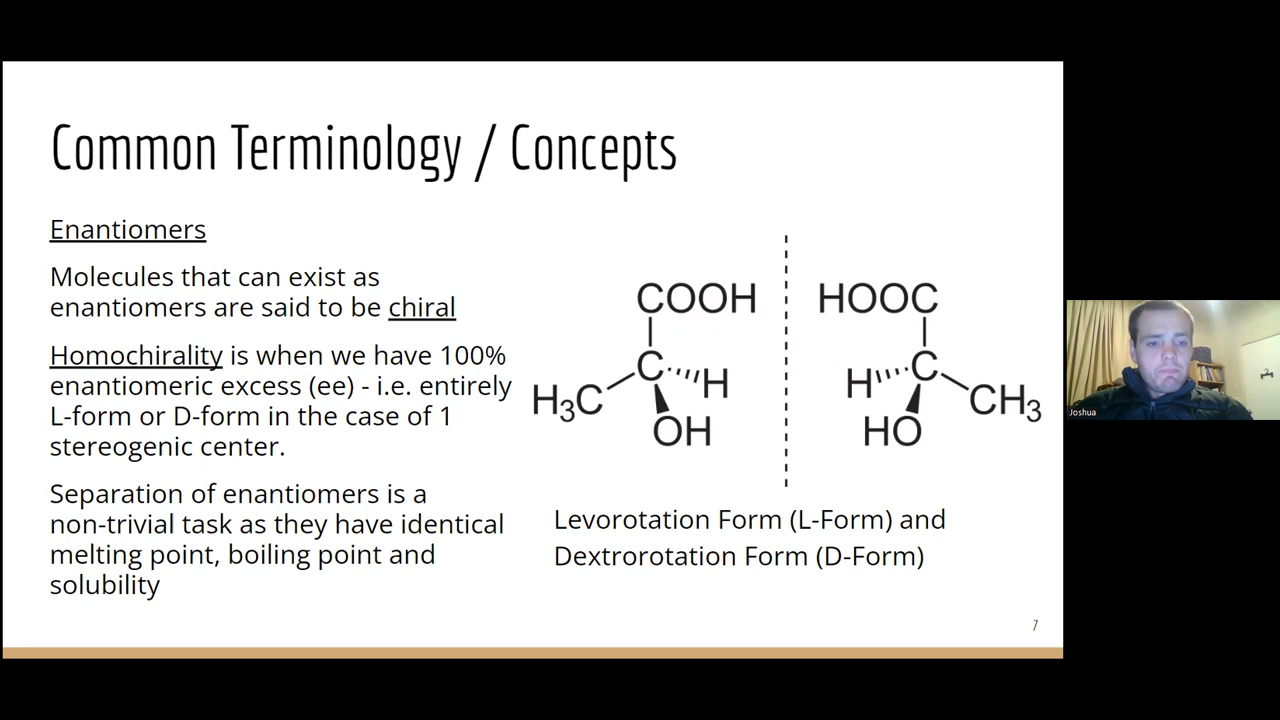 Common Terminology / Concepts
Enantiomers
Molecules that can exist as
enantiomers are said to be chiral
Homochirality is when we have 100%
enantiomeric excess (ee) - i.e. entirely
L-form or D-form in the case of 1
stereogenic center.
Separation of enantiomers is a
non-trivial task as they have identical
melting point, boiling point and
solubility
COOH
C
H
H₃C
OH
HOOC
C
H
CH₃
HO
Levorotation Form (L-Form) and
Dextrorotation Form (D-Form)
7
Joshua